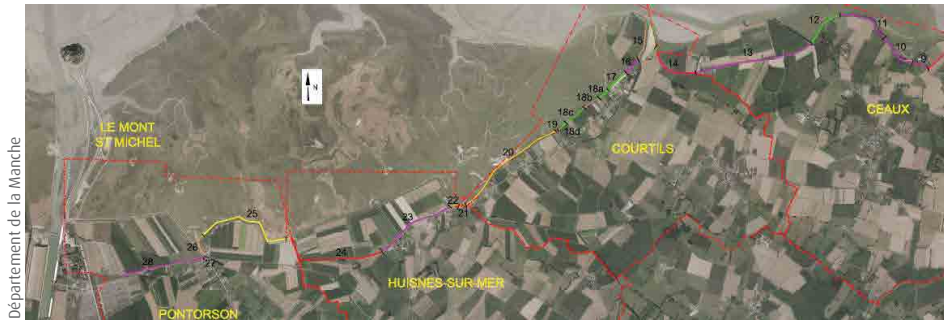 Département de la Manche
LE MONT
ST MICHEL
N
PONTORSON
HUISNES-SUR-MER
COURTILS
CEAUX
9
10
11
12
13
14
15
16
17
18a
18b
18c
18d
19
20
21
22
23
24
25
26
27
28